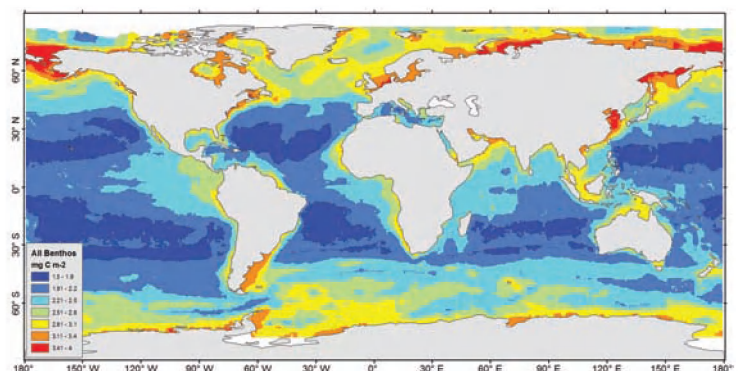 60°N
30°N
0°
30°S
60°S
All Benthos
mg C m-2
1.5 - 1.9
1.91 - 2.2
2.21 - 2.5
2.51 - 2.8
2.81 - 3.1
3.11 - 3.4
3.41 - 4
180°
150° W
120° W
90° W
60° W
30° W
0°
30° E
60° E
90° E
120° E
150°E
180°